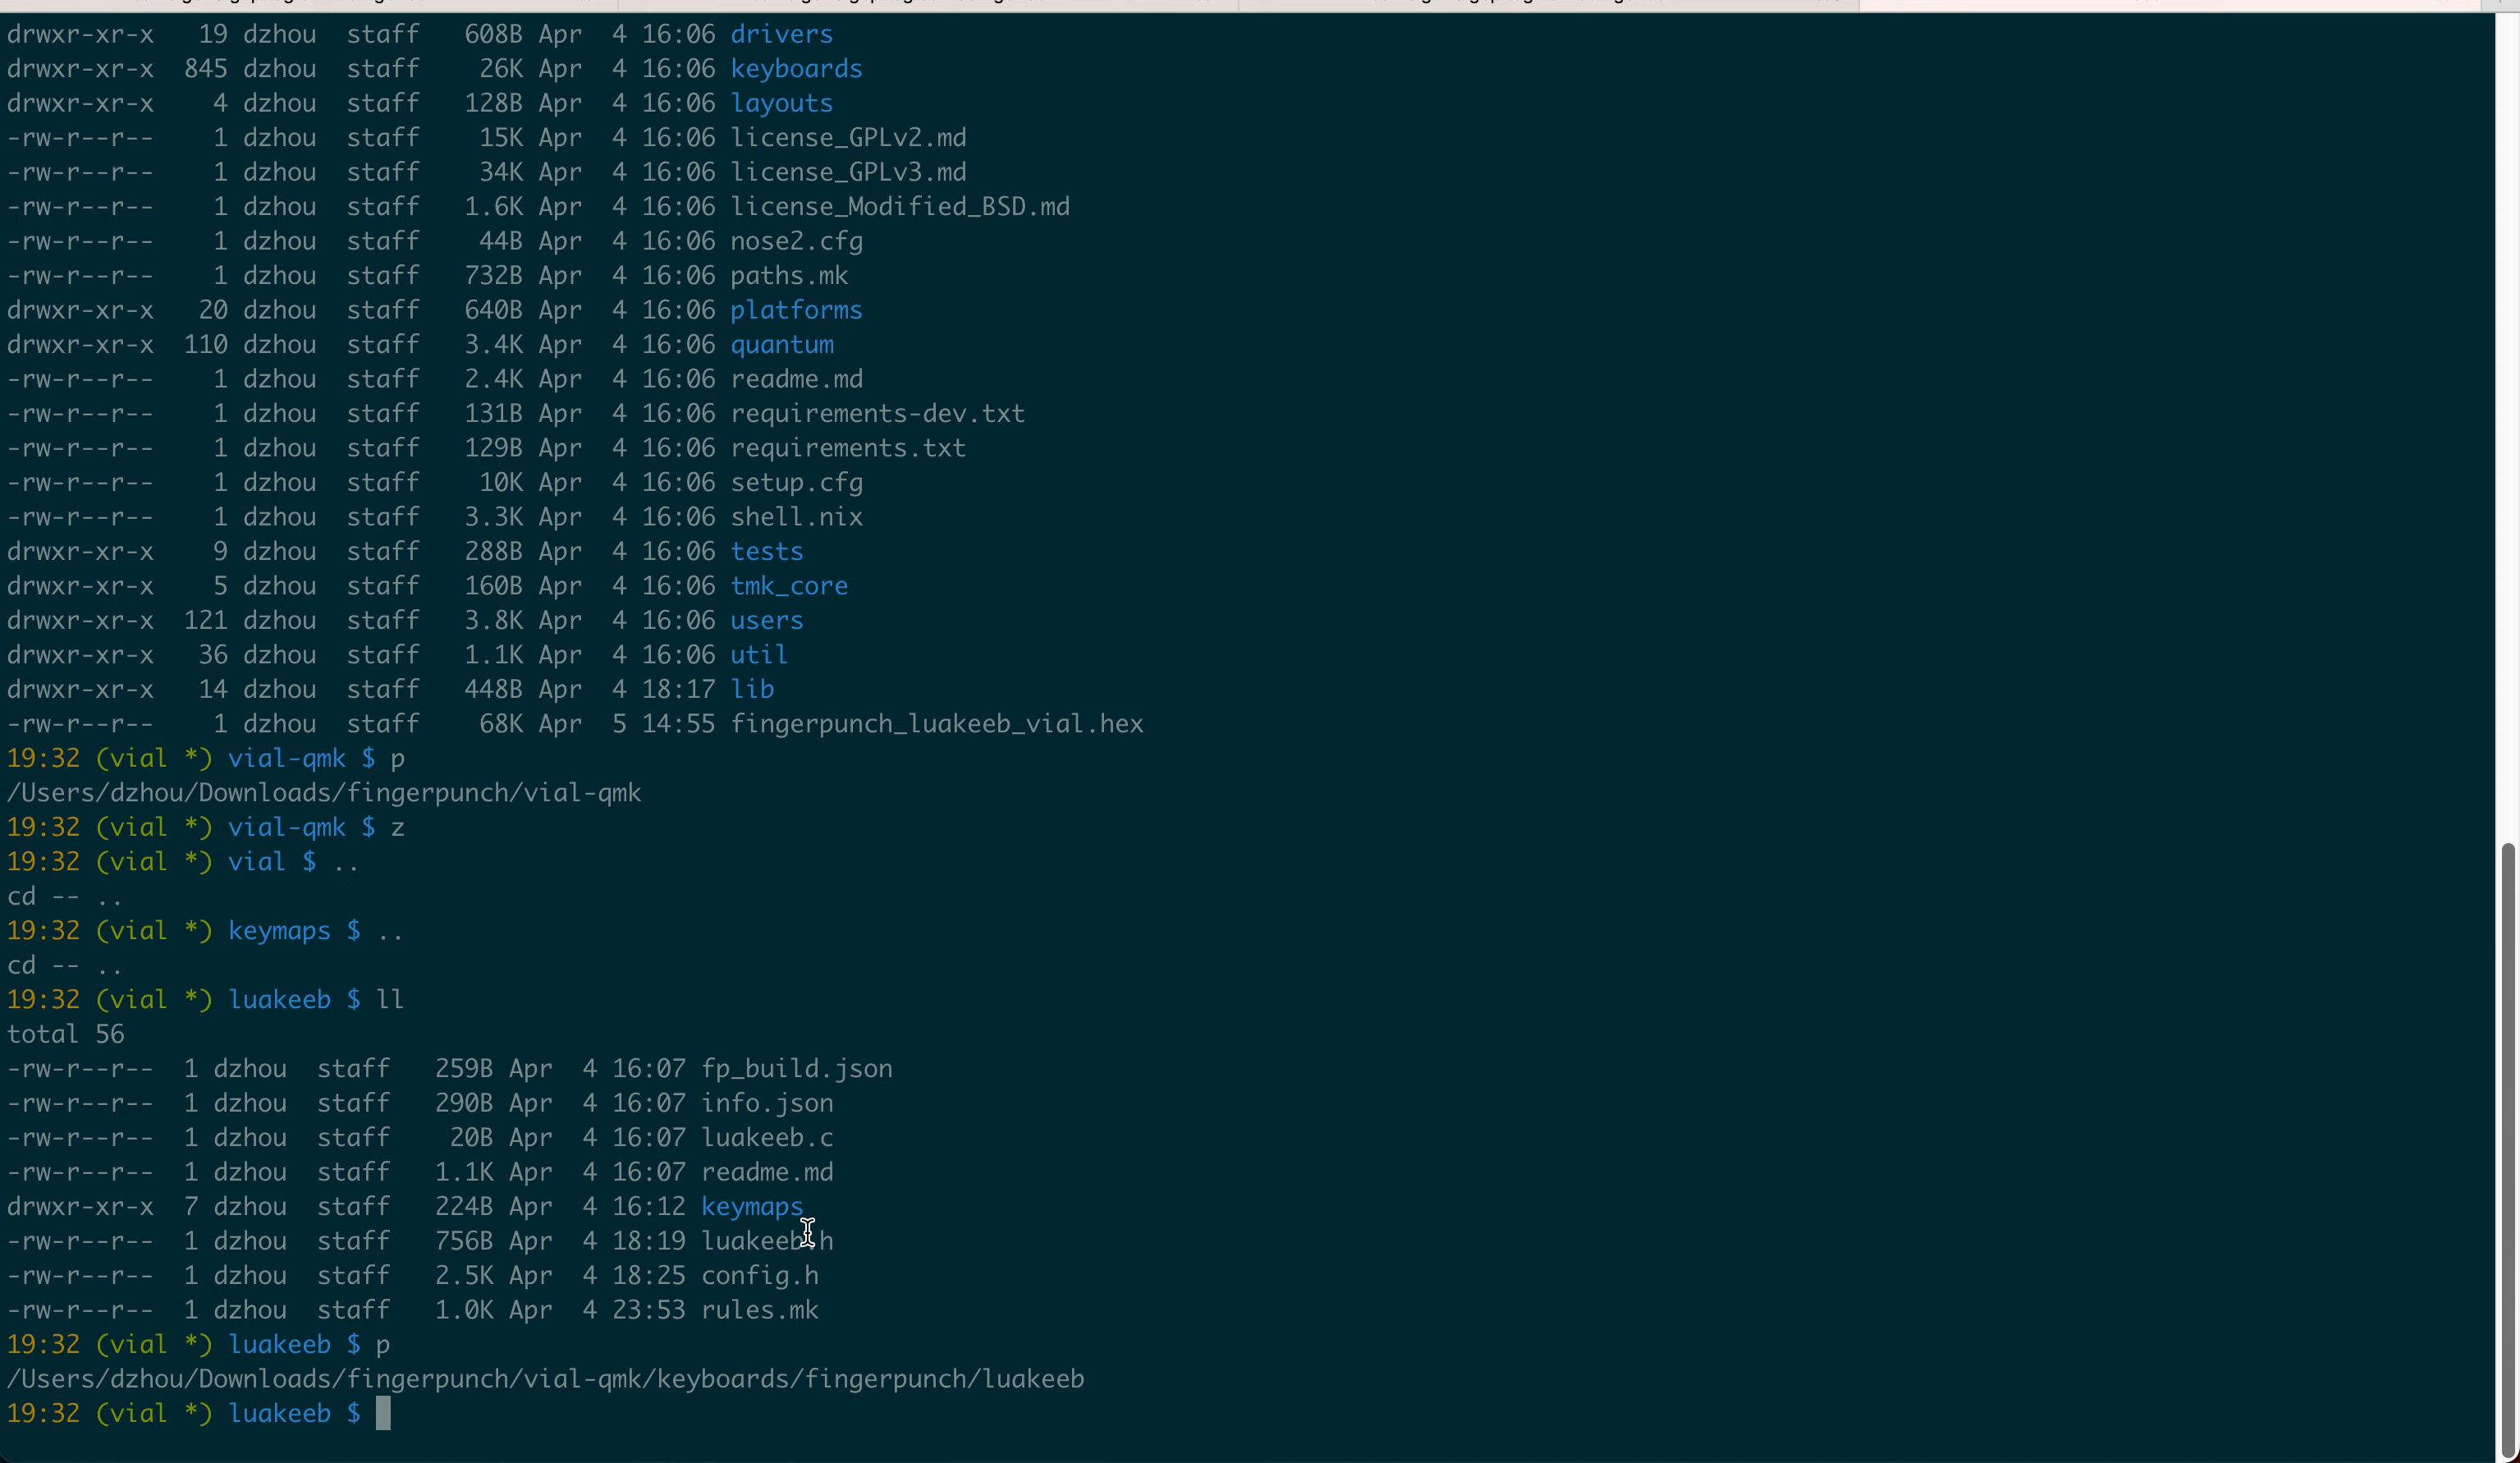 drwxr-xr-x   19 dzhou  staff   608B Apr  4 16:06 drivers
drwxr-xr-x  845 dzhou  staff    26K Apr  4 16:06 keyboards
drwxr-xr-x    4 dzhou  staff   128B Apr  4 16:06 layouts
-rw-r--r--    1 dzhou  staff    15K Apr  4 16:06 license_GPLv2.md
-rw-r--r--    1 dzhou  staff    34K Apr  4 16:06 license_GPLv3.md
-rw-r--r--    1 dzhou  staff   1.6K Apr  4 16:06 license_Modified_BSD.md
-rw-r--r--    1 dzhou  staff    44B Apr  4 16:06 nose2.cfg
-rw-r--r--    1 dzhou  staff   732B Apr  4 16:06 paths.mk
drwxr-xr-x   20 dzhou  staff   640B Apr  4 16:06 platforms
drwxr-xr-x  110 dzhou  staff   3.4K Apr  4 16:06 quantum
-rw-r--r--    1 dzhou  staff   2.4K Apr  4 16:06 readme.md
-rw-r--r--    1 dzhou  staff   131B Apr  4 16:06 requirements-dev.txt
-rw-r--r--    1 dzhou  staff   129B Apr  4 16:06 requirements.txt
-rw-r--r--    1 dzhou  staff    10K Apr  4 16:06 setup.cfg
-rw-r--r--    1 dzhou  staff   3.3K Apr  4 16:06 shell.nix
drwxr-xr-x    9 dzhou  staff   288B Apr  4 16:06 tests
drwxr-xr-x    5 dzhou  staff   160B Apr  4 16:06 tmk_core
drwxr-xr-x  121 dzhou  staff   3.8K Apr  4 16:06 users
drwxr-xr-x   36 dzhou  staff   1.1K Apr  4 16:06 util
drwxr-xr-x   14 dzhou  staff   448B Apr  4 18:17 lib
-rw-r--r--    1 dzhou  staff    68K Apr  5 14:55 fingerpunch_luakeeb_vial.hex
19:32 (vial *) vial-qmk $ p
/Users/dzhou/Downloads/fingerpunch/vial-qmk
19:32 (vial *) vial-qmk $ z
19:32 (vial *) vial $ ..
cd -- ..
19:32 (vial *) keymaps $ ..
cd -- ..
19:32 (vial *) luakeeb $ ll
total 56
-rw-r--r--  1 dzhou  staff   259B Apr  4 16:07 fp_build.json
-rw-r--r--  1 dzhou  staff   290B Apr  4 16:07 info.json
-rw-r--r--  1 dzhou  staff    20B Apr  4 16:07 luakeeb.c
-rw-r--r--  1 dzhou  staff   1.1K Apr  4 16:07 readme.md
drwxr-xr-x  7 dzhou  staff   224B Apr  4 16:12 keymaps
-rw-r--r--  1 dzhou  staff   756B Apr  4 18:19 luakeeb.h
-rw-r--r--  1 dzhou  staff   2.5K Apr  4 18:25 config.h
-rw-r--r--  1 dzhou  staff   1.0K Apr  4 23:53 rules.mk
19:32 (vial *) luakeeb $ p
/Users/dzhou/Downloads/fingerpunch/vial-qmk/keyboards/fingerpunch/luakeeb
19:32 (vial *) luakeeb $